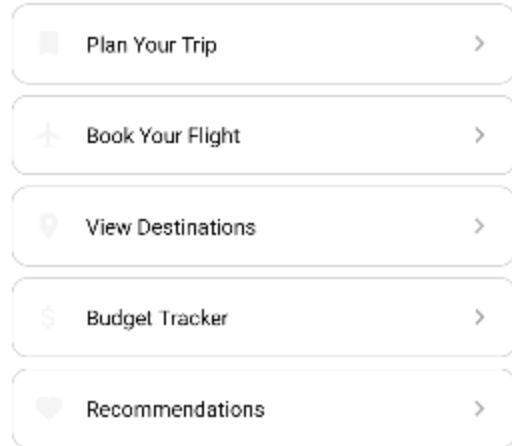 Plan Your Trip
Book Your Flight
View Destinations
Budget Tracker
Recommendations